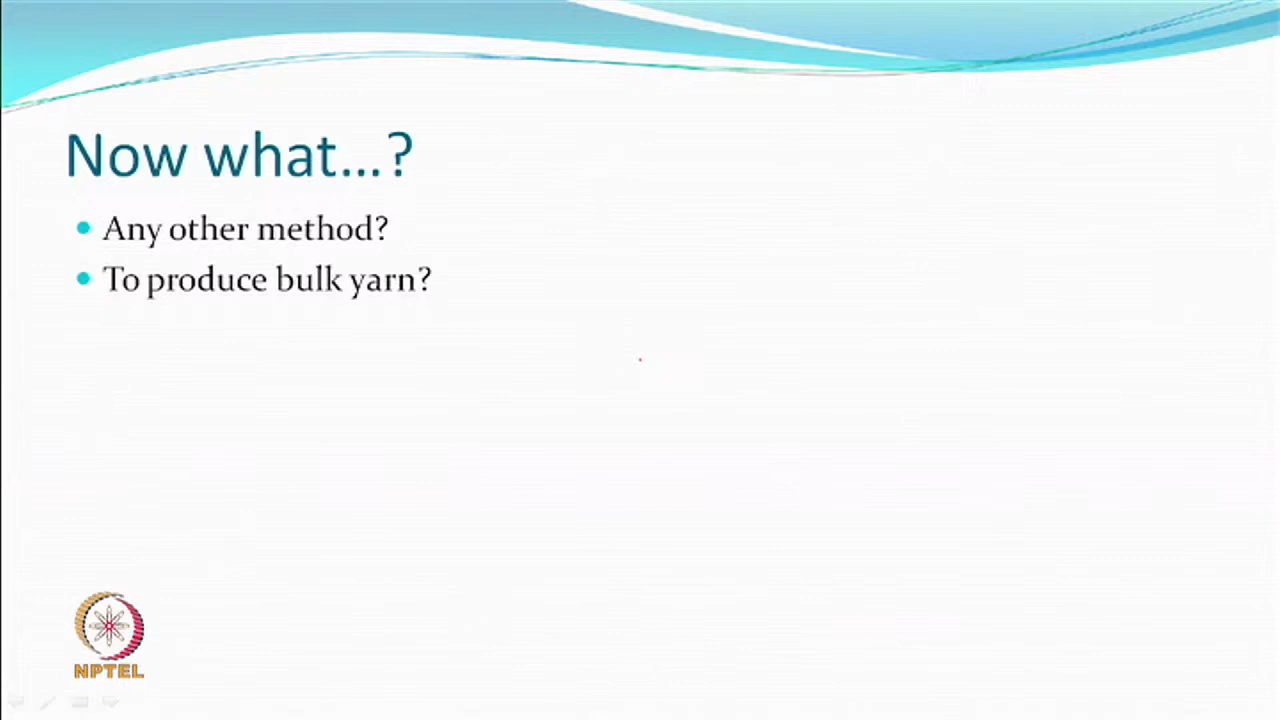 Now what...?
Any other method?
To produce bulk yarn?
NPTEL